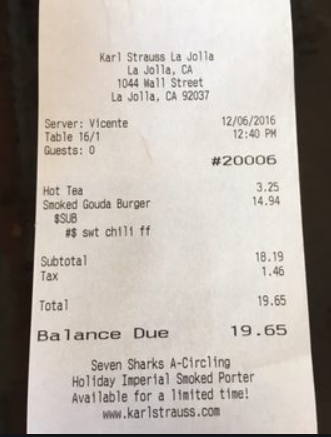 Karl Strauss La Jolla
La Jolla, CA
1044 Wall Street
La Jolla, CA 92037
Server: Vicente 12/06/2016
Table 16/1 12:40 PM
Guests: 0
#20006
Hot Tea 3.25
Smoked Gouda Burger 14.94
$SUB
#$ swt chili ff
Subtotal 18.19
Tax 1.46
Total 19.65
Balance Due 19.65
Seven Sharks A-Circling
Holiday Imperial Smoked Porter
Available for a limited time!
www.karlstrauss.com